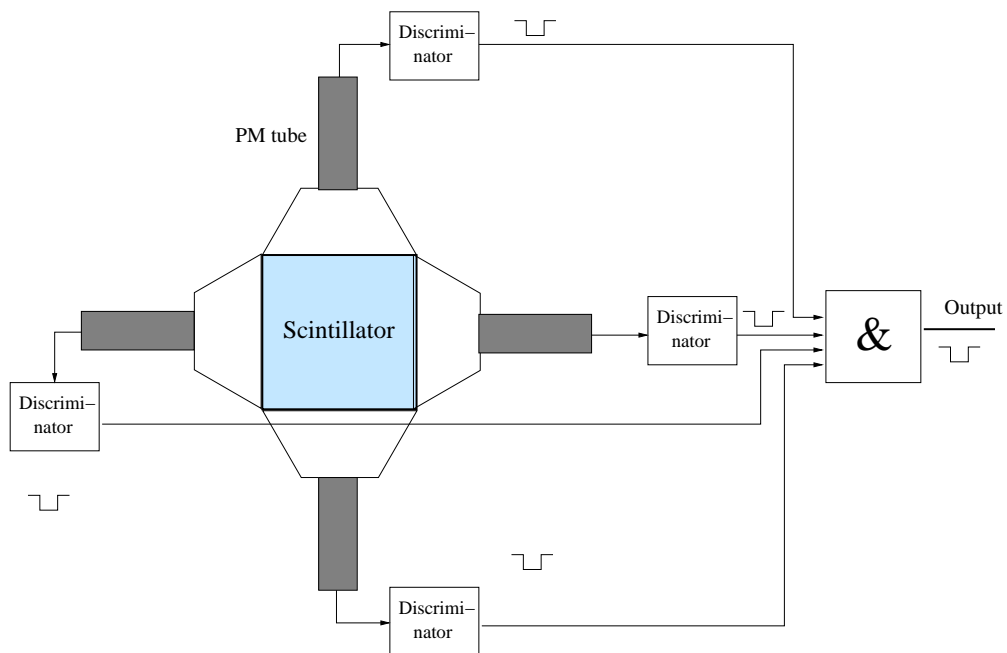 Discrimi–
nator
PM tube
Scintillator
Discrimi–
nator
&
Output
Discrimi–
nator
Discrimi–
nator